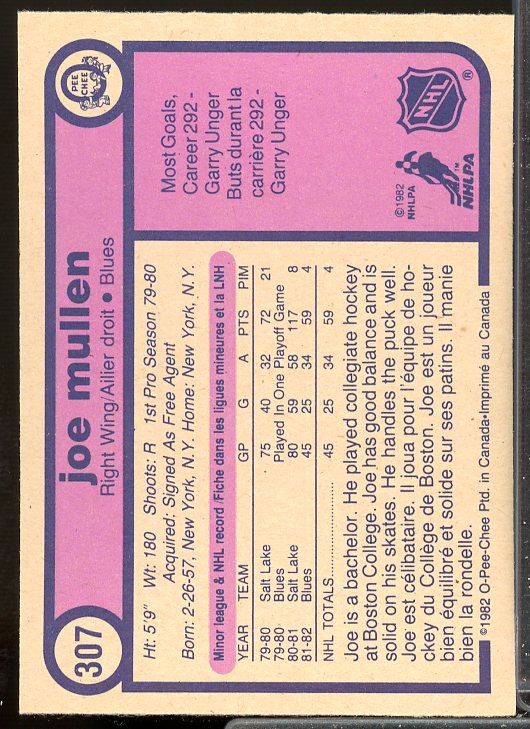 307
joe mullen
Right Wing/Ailier droit • Blues
O PEE CHEE
Ht: 5'9" Wt: 180 Shoots: R 1st Pro Season 79-80
Acquired: Signed As Free Agent
Born: 2-26-57, New York, N.Y. Home: New York, N.Y.
Minor league & NHL record/Fiche dans les ligues mineures et la LNH
YEAR TEAM GP G A PTS PIM
79-80 Salt Lake 75 40 32 72 21
79-80 Blues Played In One Playoff Game
80-81 Salt Lake 80 59 58 117 8
81-82 Blues 45 25 34 59 4
NHL TOTALS 45 25 34 59 4
Joe is a bachelor. He played collegiate hockey
at Boston College. Joe has good balance and is
solid on his skates. He handles the puck well.
Joe est célibataire. Il joua pour l'équipe de ho-
ckey du Collège de Boston. Joe est un joueur
bien équilibré et solide sur ses patins. Il manie
bien la rondelle.
©1982 O-Pee-Chee Ptd. in Canada•Imprimé au Canada
Most Goals,
Career 292 -
Garry Unger
Buts durant la
carrière 292 -
Garry Unger
©1982
NHLPA
NHLPA
TM
NHL
®